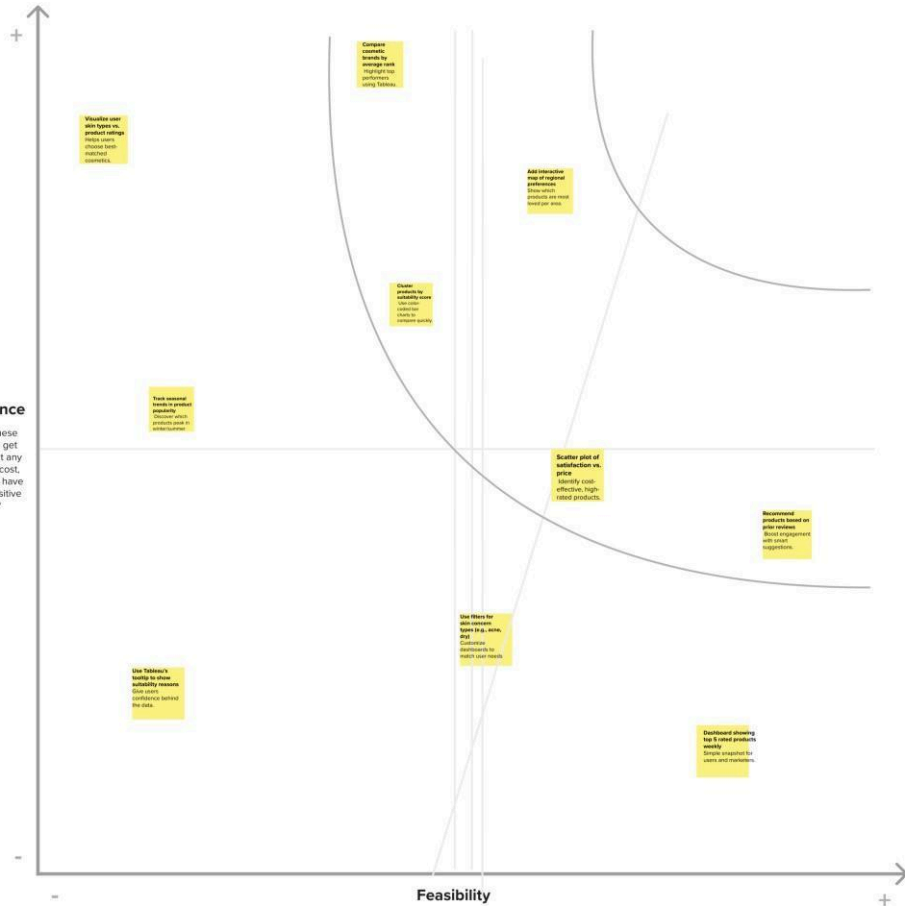 +
Compare
cosmetic
brands by
average rank
Highlight top
performers
using Tableau.
Visualize user
skin types vs.
product ratings
Helps users
choose best-
matched
cosmetics.
Add interactive
map of regional
preferences
Show which
products are most
loved per area
Cluster
products by
suitability score
Use color-
coded bar
charts to
compare quickly
Track seasonal
trends in product
popularity
Discover which
products peak in
winter/summer
nce
ese
get
t any
cost,
have
sitive
Scatter plot of
satisfaction vs.
price
Identify cost-
effective, high-
rated products.
Recommend
products based on
prior reviews
Boost engagement
with smart
suggestions.
Use filters for
skin concern
types (e.g., acne,
dry)
Customize
dashboards to
match user needs
Use Tableau's
tooltip to show
suitability reasons
Give users
confidence behind
the data.
Dashboard showing
top 5 rated products
weekly
Simple snapshot for
users and marketers.
-
-
Feasibility
+